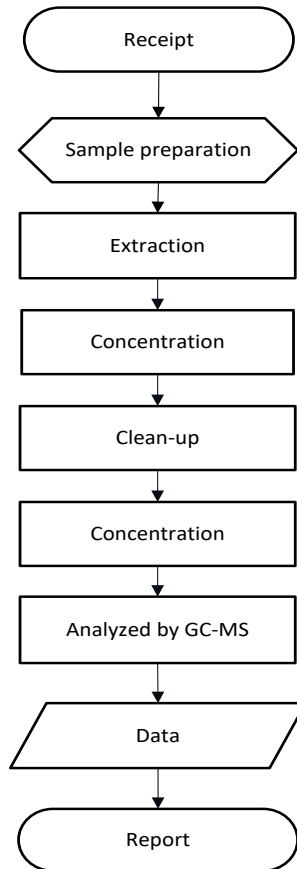 Receipt
Sample preparation
Extraction
Concentration
Clean-up
Concentration
Analyzed by GC-MS
Data
Report